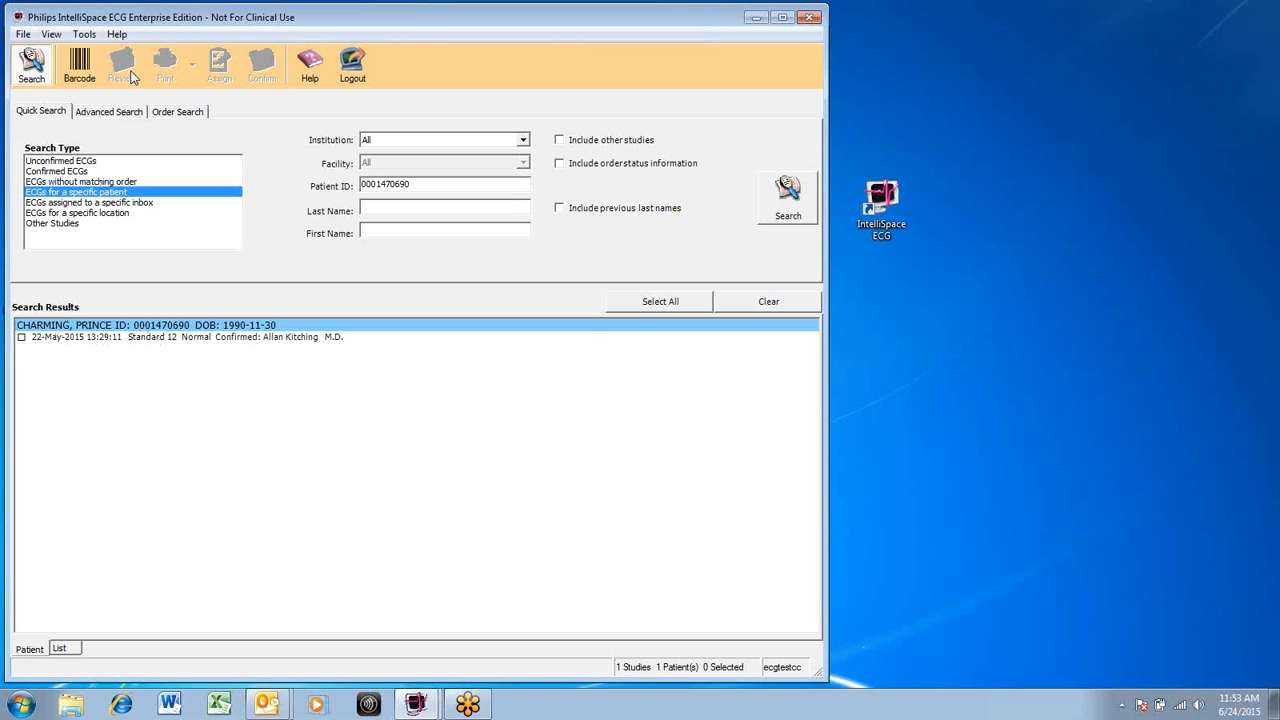 Philips IntelliSpace ECG Enterprise Edition - Not For Clinical Use
File View Tools Help
Search Barcode Review Print Assign Confirm Help Logout
Quick Search Advanced Search Order Search
Search Type
Unconfirmed ECGs
Confirmed ECGs
ECGs without matching order
ECGs for a specific patient
ECGs assigned to a specific inbox
ECGs for a specific location
Other Studies
Institution: All
Facility: All
Patient ID: 0001470690
Last Name:
First Name:
Include other studies
Include order status information
Include previous last names
Search
Select All Clear
Search Results
CHARMING, PRINCE ID: 0001470690 DOB: 1990-11-30
22-May-2015 13:29:11 Standard 12 Normal Confirmed: Allan Kitching M.D.
Patient List
1 Studies 1 Patient(s) 0 Selected ecgtestcc
IntelliSpace
ECG
11:53 AM
6/24/2015